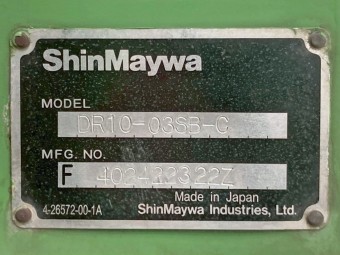 ShinMaywa
MODEL
DR10-03SB-C
MFG. NO.
F
Made in Japan
4-26572-00-1A ShinMaywa Industries, Ltd.